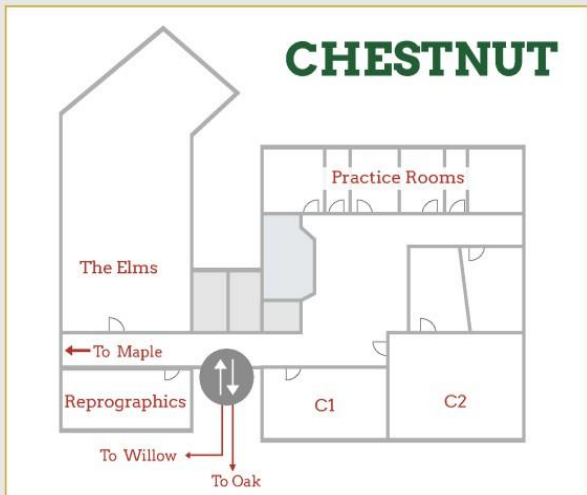 CHESTNUT
Practice Rooms
The Elms
To Maple
Reprographics
C1
C2
To Willow
To Oak